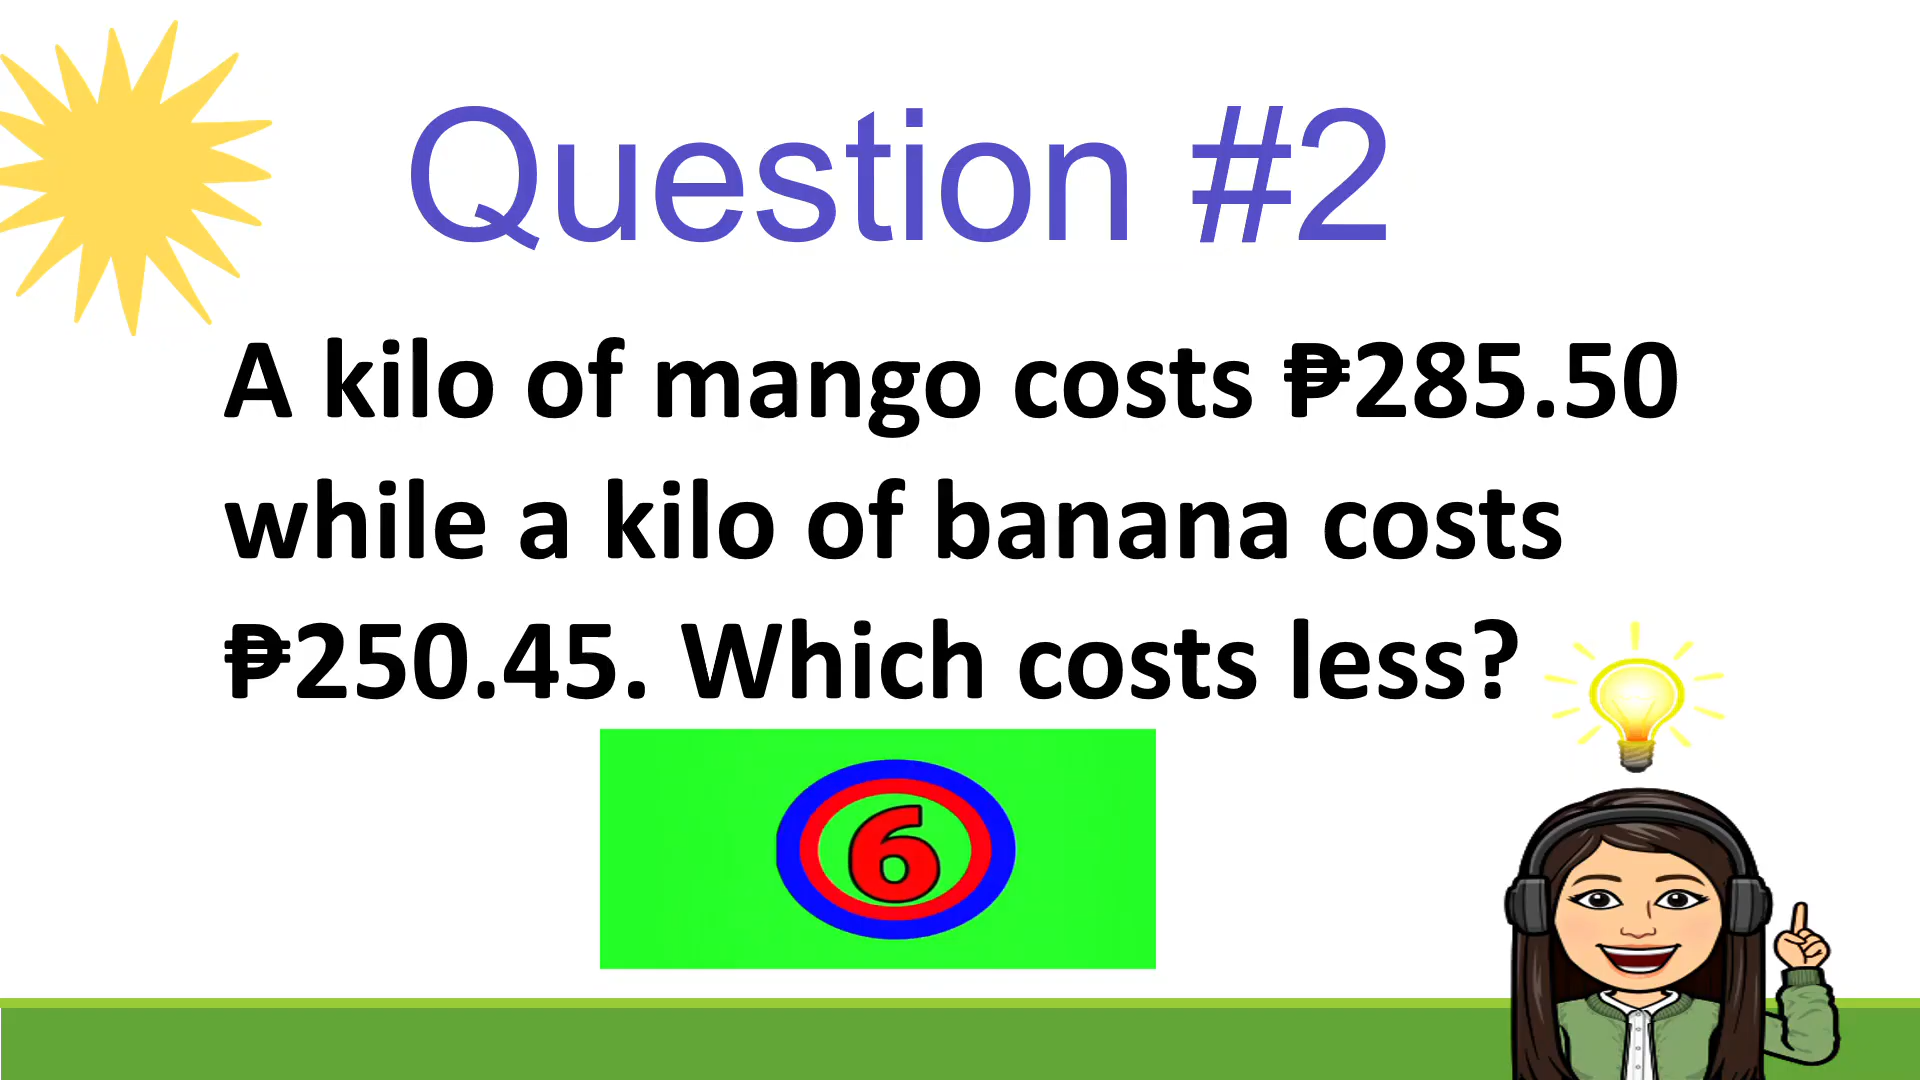 Question #2
A kilo of mango costs ₱285.50
while a kilo of banana costs
₱250.45. Which costs less?
6